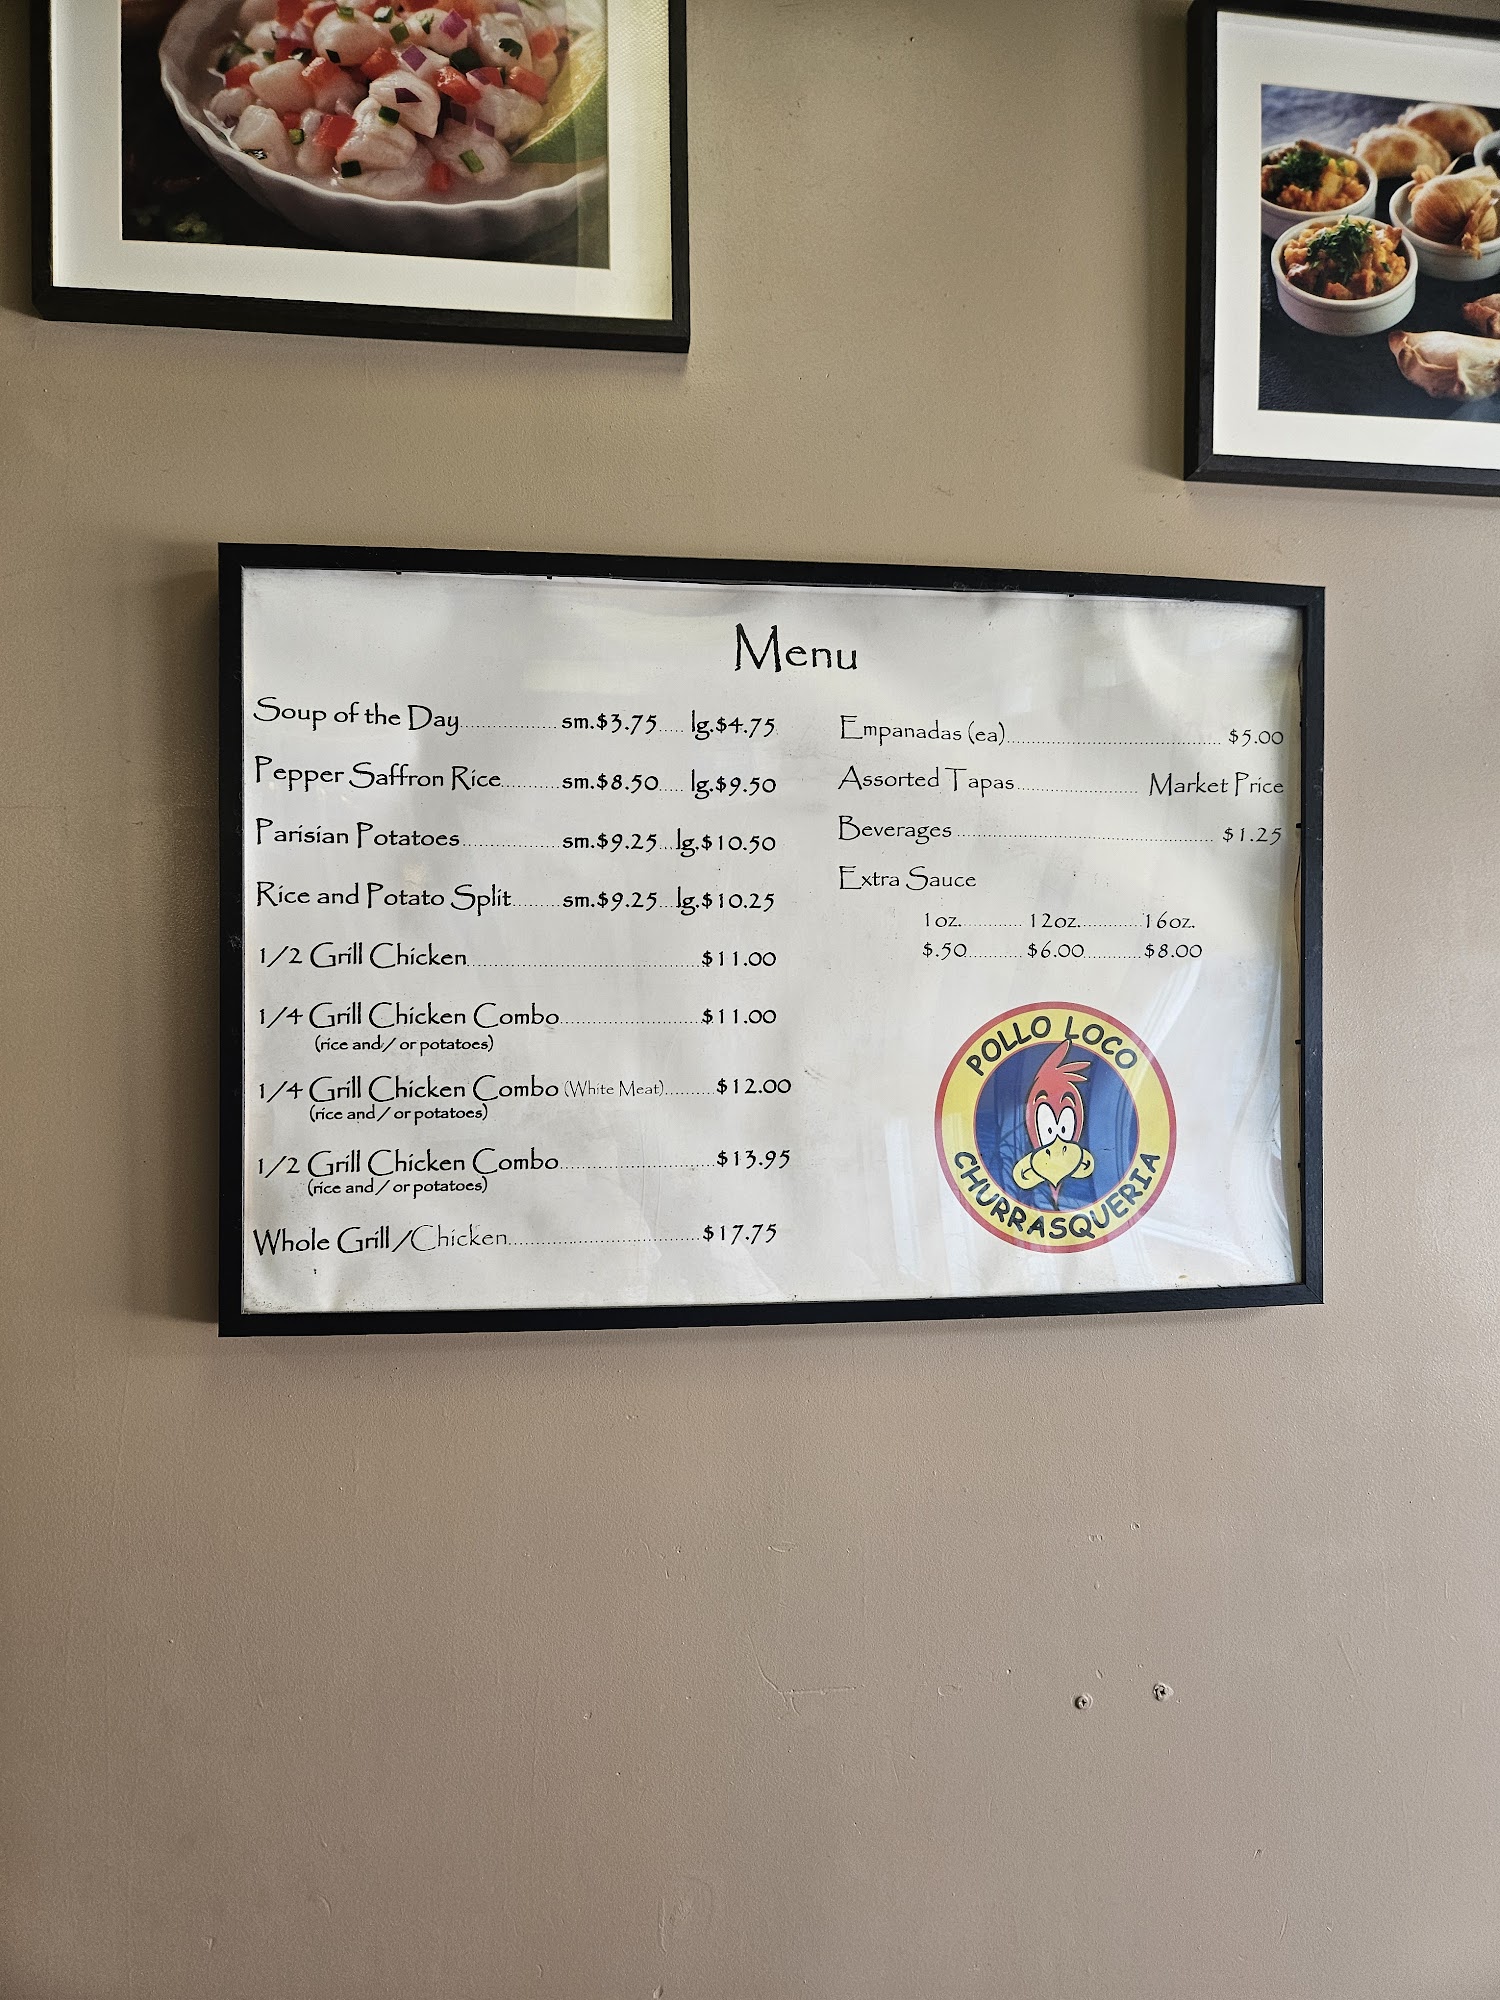 Menu
Soup of the Day.................sm.$3.75.....lg.$4.75
Pepper Saffron Rice...........sm.$8.50.....lg.$9.50
Parisian Potatoes.................sm.$9.25...lg.$10.50
Rice and Potato Split.........sm.$9.25...lg.$10.25
1/2 Grill Chicken........................................$11.00
1/4 Grill Chicken Combo........................$11.00
(rice and/ or potatoes)
1/4 Grill Chicken Combo (White Meat)..........$12.00
(rice and/ or potatoes)
1/2 Grill Chicken Combo..........................$13.95
(rice and/ or potatoes)
Whole Grill/Chicken.................................$17.75
Empanadas (ea)..........................................$5.00
Assorted Tapas........................ Market Price
Beverages ..................................................$1.25
Extra Sauce
1oz.............12oz.............16oz.
$.50...........$6.00...........$8.00
POLLO LOCO
CHURRASQUERIA